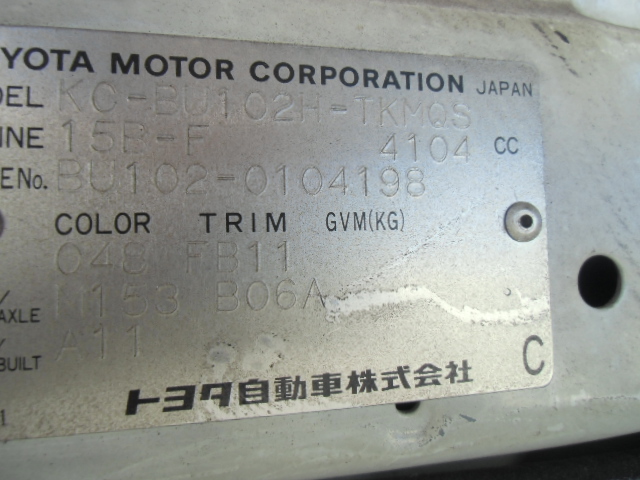 YOTA MOTOR CORPORATION JAPAN
DEL KC-BU102H-TKMQS
INE 15B-F 4104 CC
ENo. BU102-0104198
COLOR TRIM GVM(KG)
048 FB11
AXLE M153 B06A
BUILT A11
C
トヨタ自動車株式会社